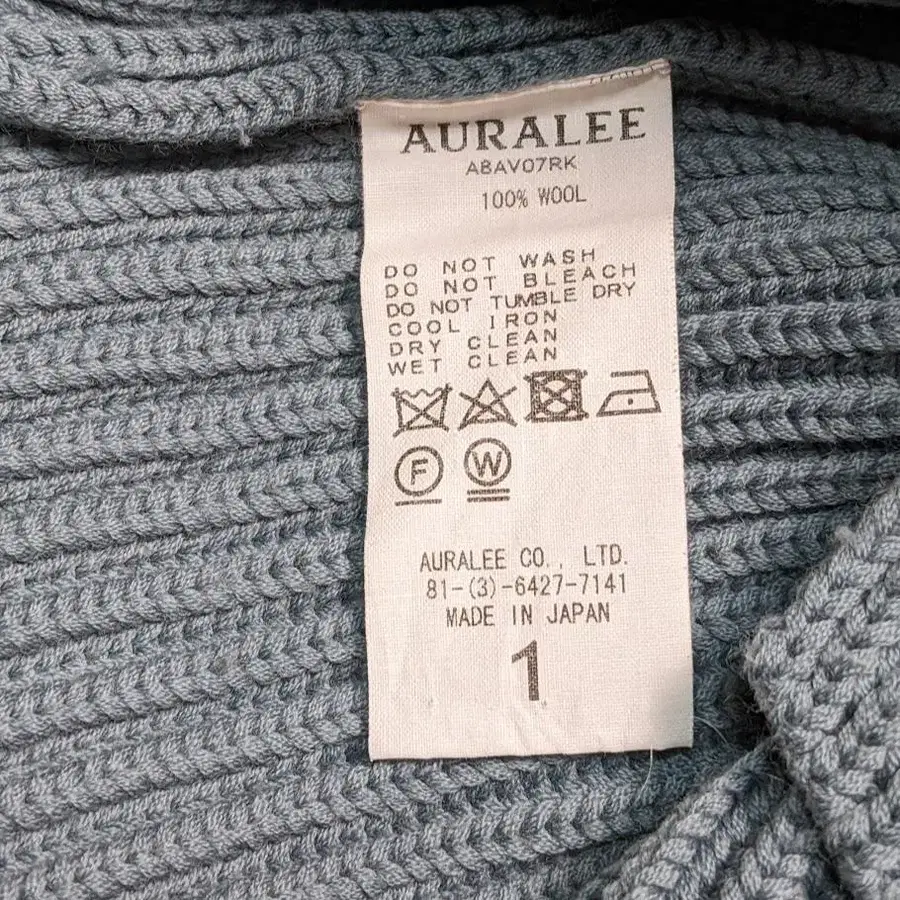 AURALEE
A8AV07RK
100% WOOL
DO NOT WASH
DO NOT BLEACH
DO NOT TUMBLE DRY
COOL IRON
DRY CLEAN
WET CLEAN
F W
AURALEE CO., LTD.
81-(3)-6427-7141
MADE IN JAPAN
1